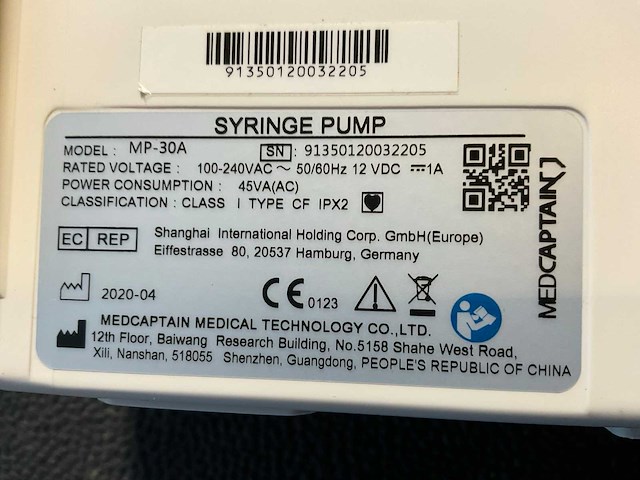 91350120032205
SYRINGE PUMP
MODEL : MP-30A SN : 91350120032205
RATED VOLTAGE : 100-240VAC ~ 50/60Hz 12 VDC ⎓1A
POWER CONSUMPTION : 45VA(AC)
CLASSIFICATION : CLASS I TYPE CF IPX2
EC REP Shanghai International Holding Corp. GmbH(Europe)
Eiffestrasse 80, 20537 Hamburg, Germany
2020-04 CE 0123
MEDCAPTAIN
MEDCAPTAIN MEDICAL TECHNOLOGY CO.,LTD.
12th Floor, Baiwang Research Building, No.5158 Shahe West Road,
Xili, Nanshan, 518055 Shenzhen, Guangdong, PEOPLE'S REPUBLIC OF CHINA